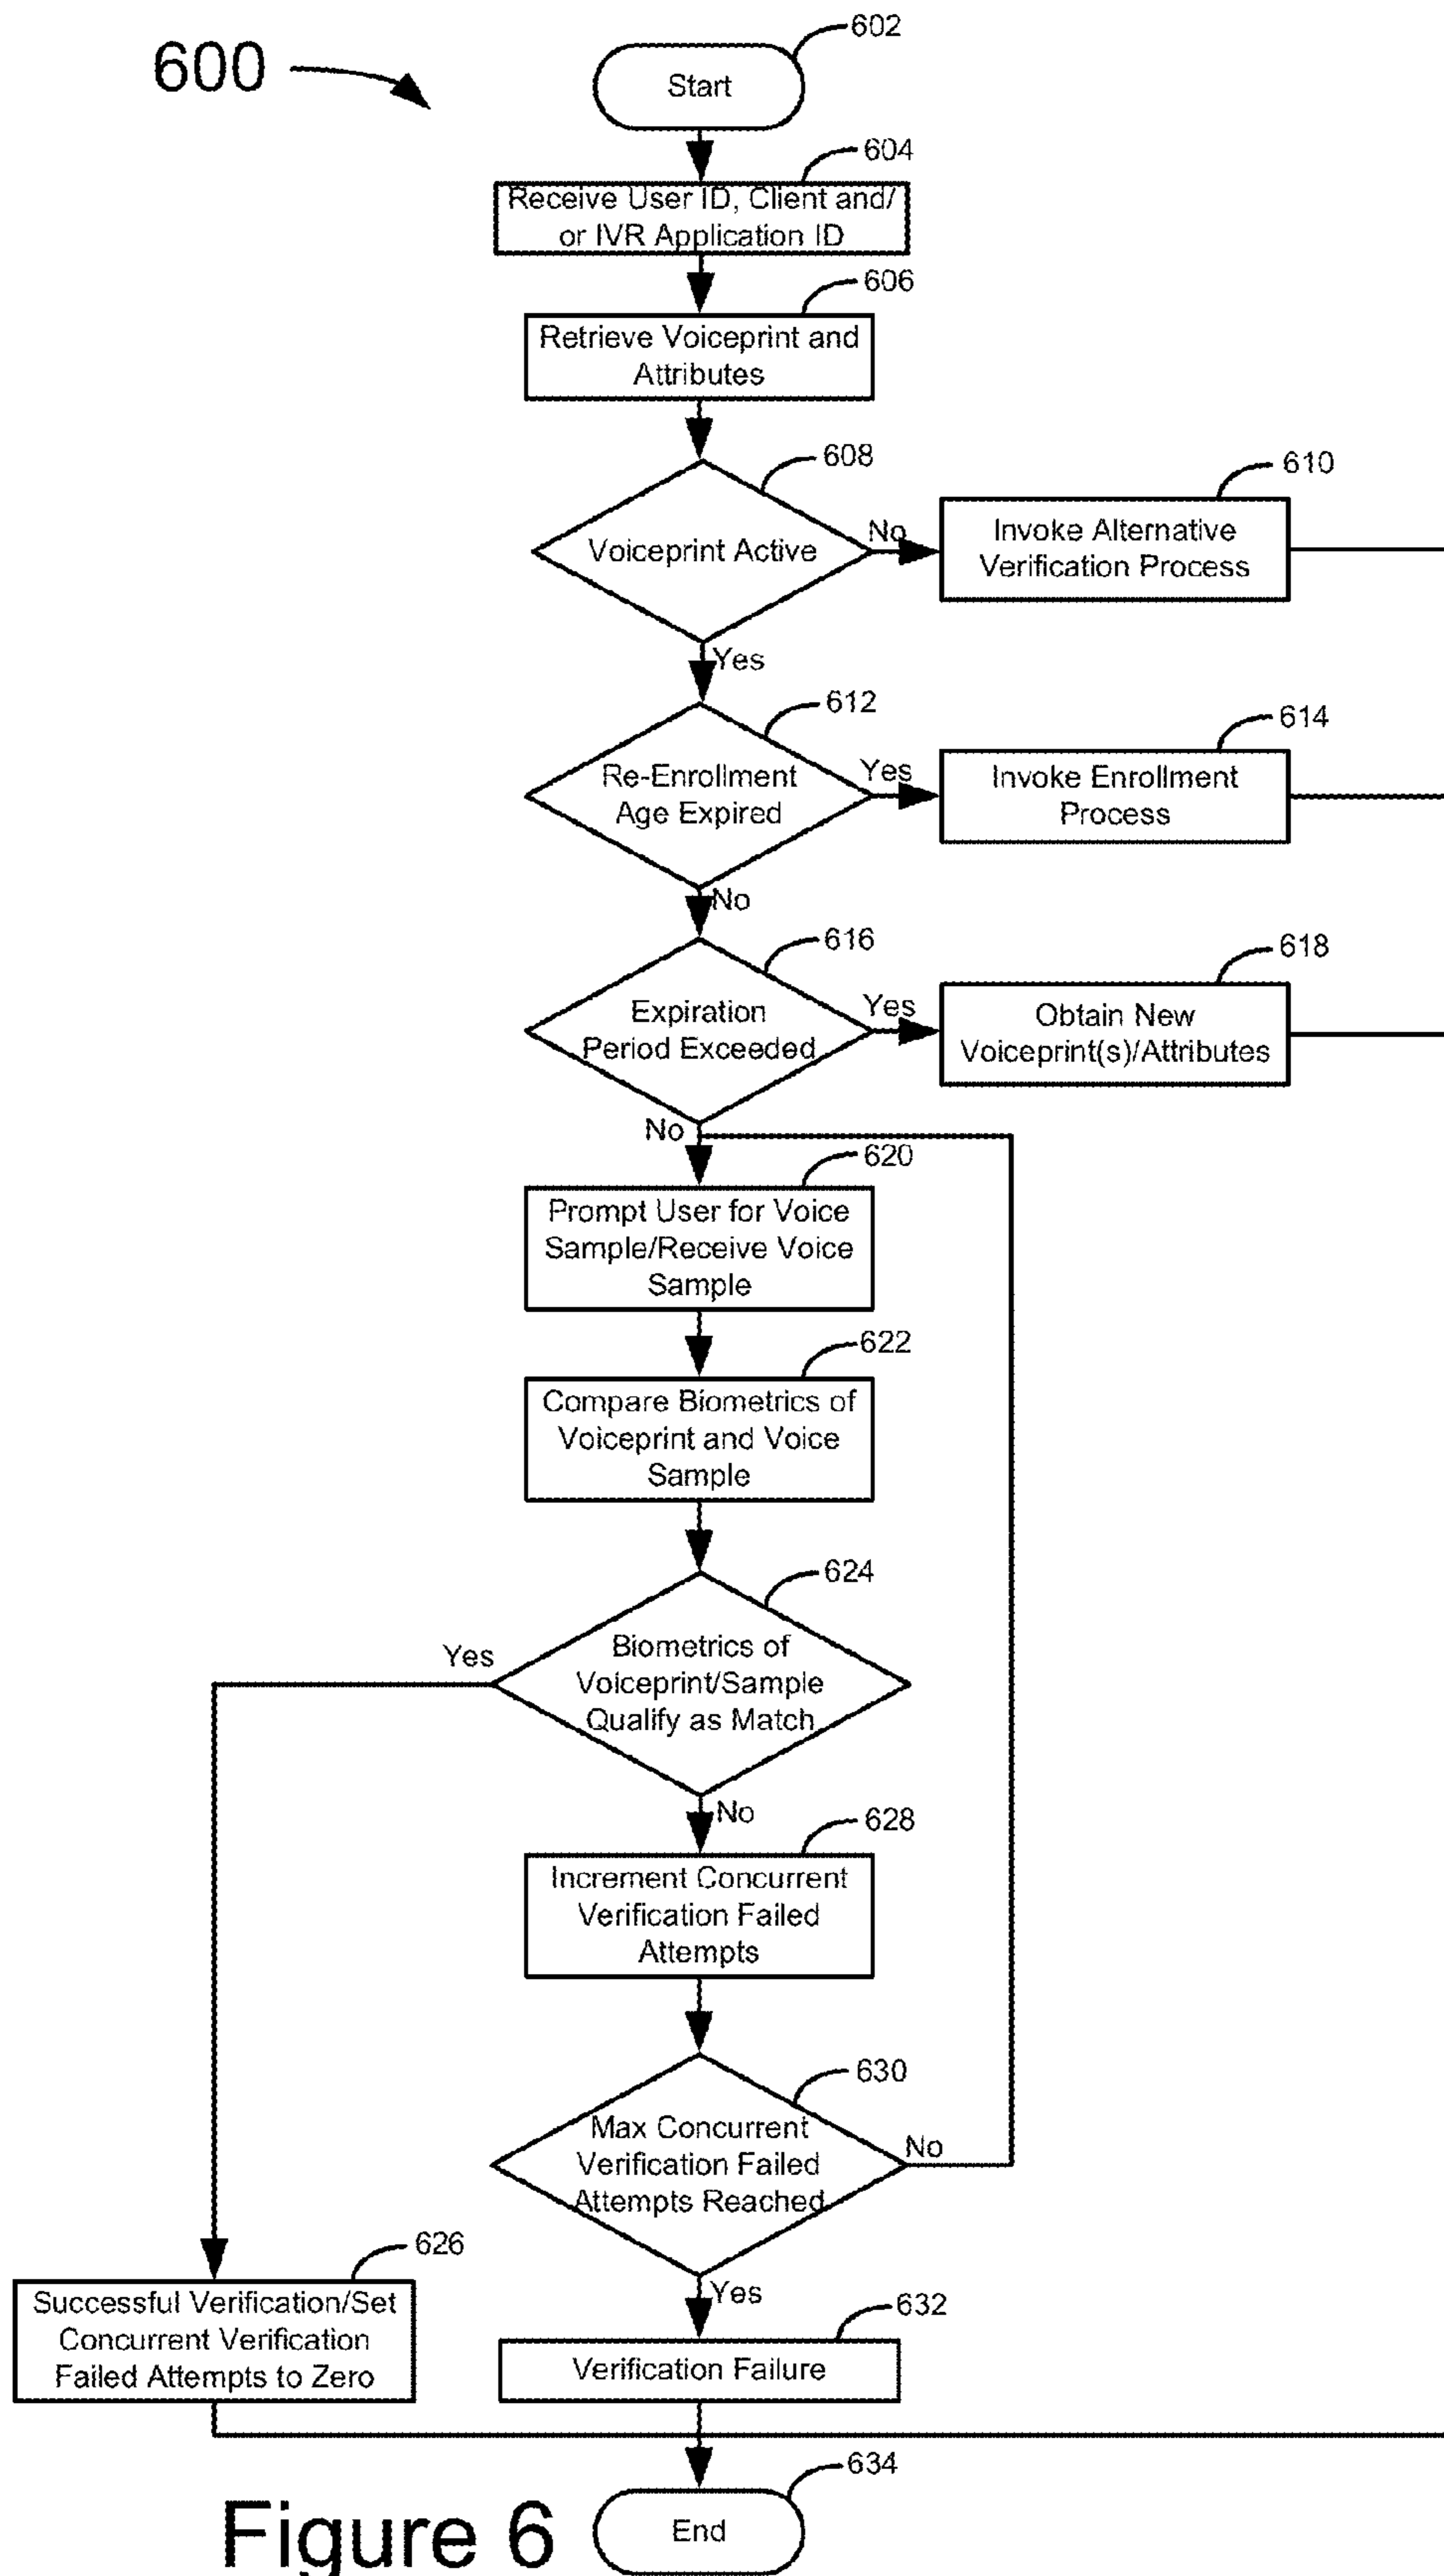 600
602
Start
604
Receive User ID, Client and/
or IVR Application ID
606
Retrieve Voiceprint and
Attributes
608
Voiceprint Active
No
610
Invoke Alternative
Verification Process
Yes
612
Re-Enrollment
Age Expired
Yes
614
Invoke Enrollment
Process
No
616
Expiration
Period Exceeded
Yes
618
Obtain New
Voiceprint(s)/Attributes
No
620
Prompt User for Voice
Sample/Receive Voice
Sample
622
Compare Biometrics of
Voiceprint and Voice
Sample
624
Biometrics of
Voiceprint/Sample
Qualify as Match
Yes
No
628
Increment Concurrent
Verification Failed
Attempts
630
Max Concurrent
Verification Failed
Attempts Reached
No
Yes
626
Successful Verification/Set
Concurrent Verification
Failed Attempts to Zero
632
Verification Failure
634
End
Figure 6